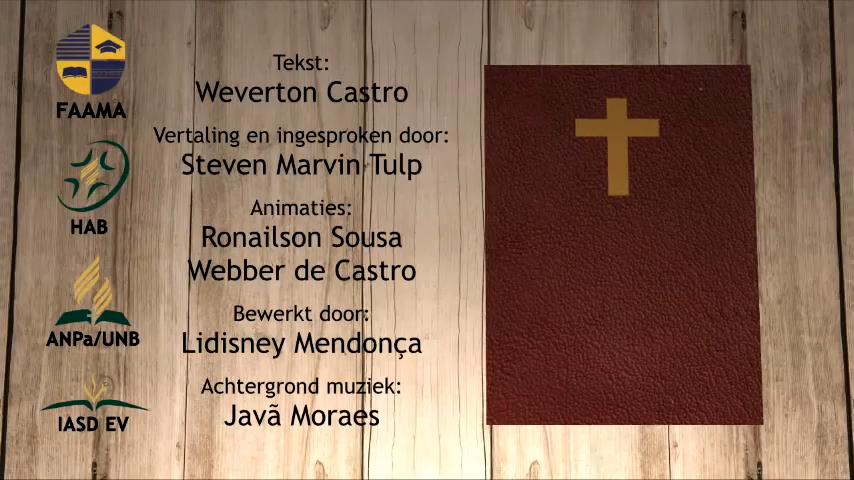 FAAMA
HAB
ANPa/UNB
IASD EV
Tekst:
Weverton Castro
Vertaling en ingesproken door:
Steven Marvin Tulp
Animaties:
Ronailson Sousa
Webber de Castro
Bewerkt door:
Lidisney Mendonça
Achtergrond muziek:
Javã Moraes